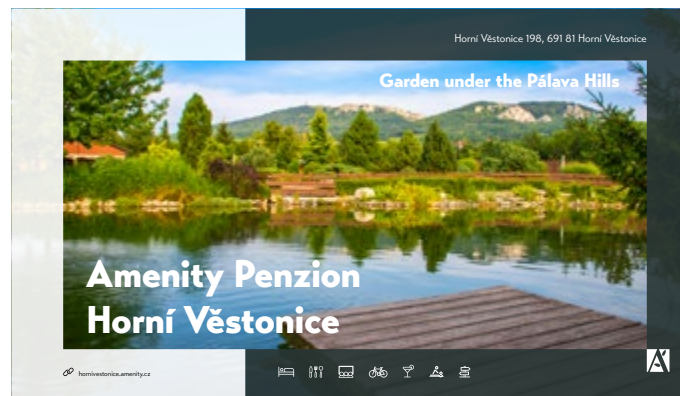 Horní Věstonice 198, 691 81 Horní Věstonice
Garden under the Pálava Hills
Amenity Penzion
Horní Věstonice
hornivestonice.amenity.cz